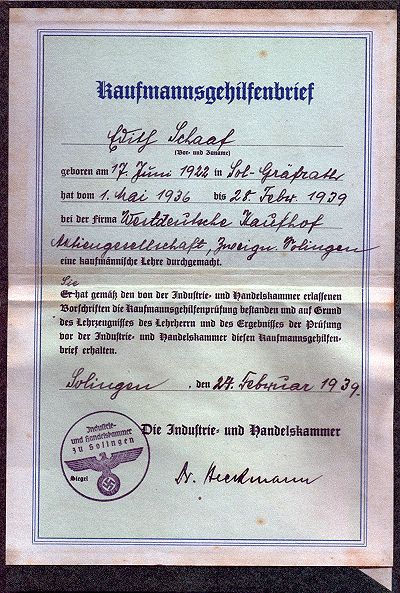 Kaufmannsgehilfenbrief
Edith Schaaf
(Vor- und Zuname)
geboren am 17. Juni 1922 in Sol-Gräfrath
hat vom 1. Mai 1936 bis 28. Febr. 1939
bei der Firma Westdeutsche Kaufhof
Aktiengesellschaft, Zweign. Solingen
eine kaufmännische Lehre durchgemacht.
Sie
Er hat gemäß den von der Industrie- und Handelskammer erlassenen
Vorschriften die Kaufmannsgehilfenprüfung bestanden und auf Grund
des Lehrzeugnisses des Lehrherrn und des Ergebnisses der Prüfung
vor der Industrie- und Handelskammer diesen Kaufmannsgehilfen-
brief erhalten.
Solingen, den 24. Februar 1939.
Die Industrie- und Handelskammer
Industrie-
und Handelskammer
zu Solingen
Siegel
Dr. Heckmann